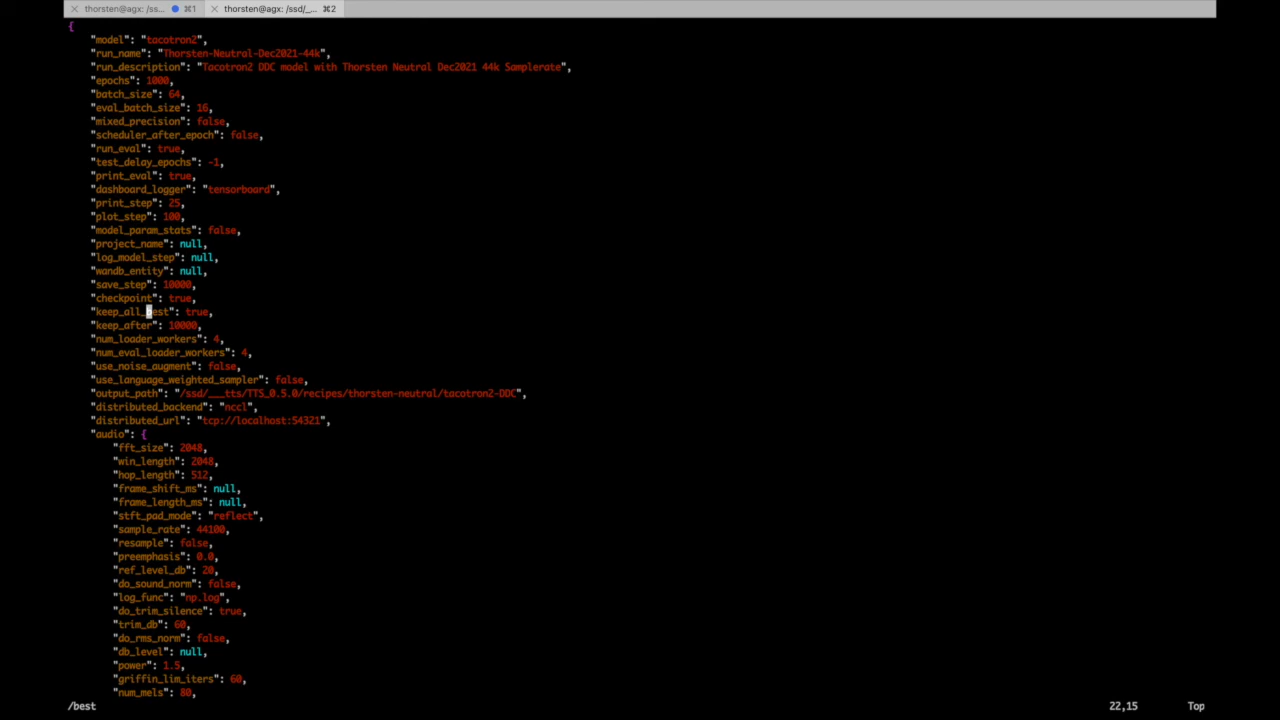 thorsten@agx: /ss... ⌘1
thorsten@agx: /ssd/_... ⌘2
{
"model": "tacotron2",
"run_name": "Thorsten-Neutral-Dec2021-44k",
"run_description": "Tacotron2 DDC model with Thorsten Neutral Dec2021 44k Samplerate",
"epochs": 1000,
"batch_size": 64,
"eval_batch_size": 16,
"mixed_precision": false,
"scheduler_after_epoch": false,
"run_eval": true,
"test_delay_epochs": -1,
"print_eval": true,
"dashboard_logger": "tensorboard",
"print_step": 25,
"plot_step": 100,
"model_param_stats": false,
"project_name": null,
"log_model_step": null,
"wandb_entity": null,
"save_step": 10000,
"checkpoint": true,
"keep_all_best": true,
"keep_after": 10000,
"num_loader_workers": 4,
"num_eval_loader_workers": 4,
"use_noise_augment": false,
"use_language_weighted_sampler": false,
"output_path": "/ssd/___tts/TTS_0.5.0/recipes/thorsten-neutral/tacotron2-DDC",
"distributed_backend": "nccl",
"distributed_url": "tcp://localhost:54321",
"audio": {
"fft_size": 2048,
"win_length": 2048,
"hop_length": 512,
"frame_shift_ms": null,
"frame_length_ms": null,
"stft_pad_mode": "reflect",
"sample_rate": 44100,
"resample": false,
"preemphasis": 0.0,
"ref_level_db": 20,
"do_sound_norm": false,
"log_func": "np.log",
"do_trim_silence": true,
"trim_db": 60,
"do_rms_norm": false,
"db_level": null,
"power": 1.5,
"griffin_lim_iters": 60,
"num_mels": 80,
/best 22,15 Top